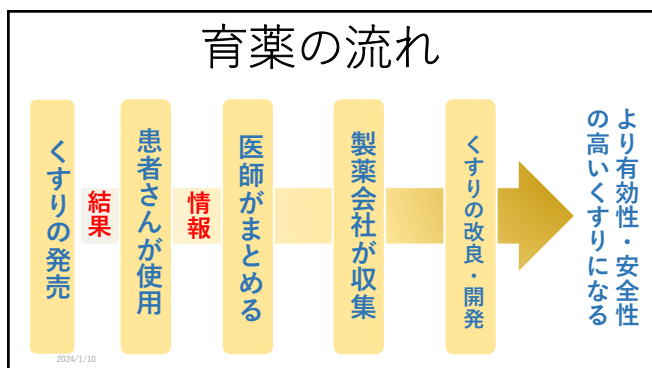 育薬の流れ
くすりの発売
結果
患者さんが使用
情報
医師がまとめる
製薬会社が収集
くすりの改良・開発
より有効性・安全性
の高いくすりになる
2024/1/10